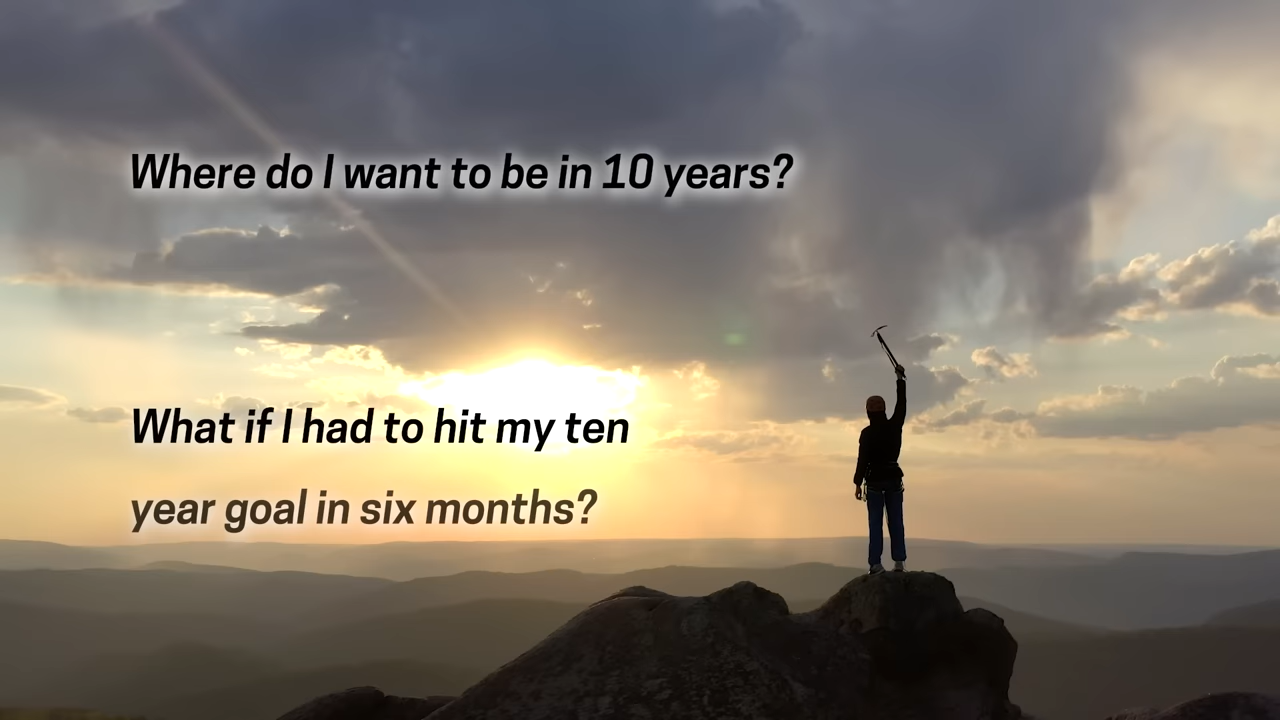 Where do I want to be in 10 years?
What if I had to hit my ten
year goal in six months?